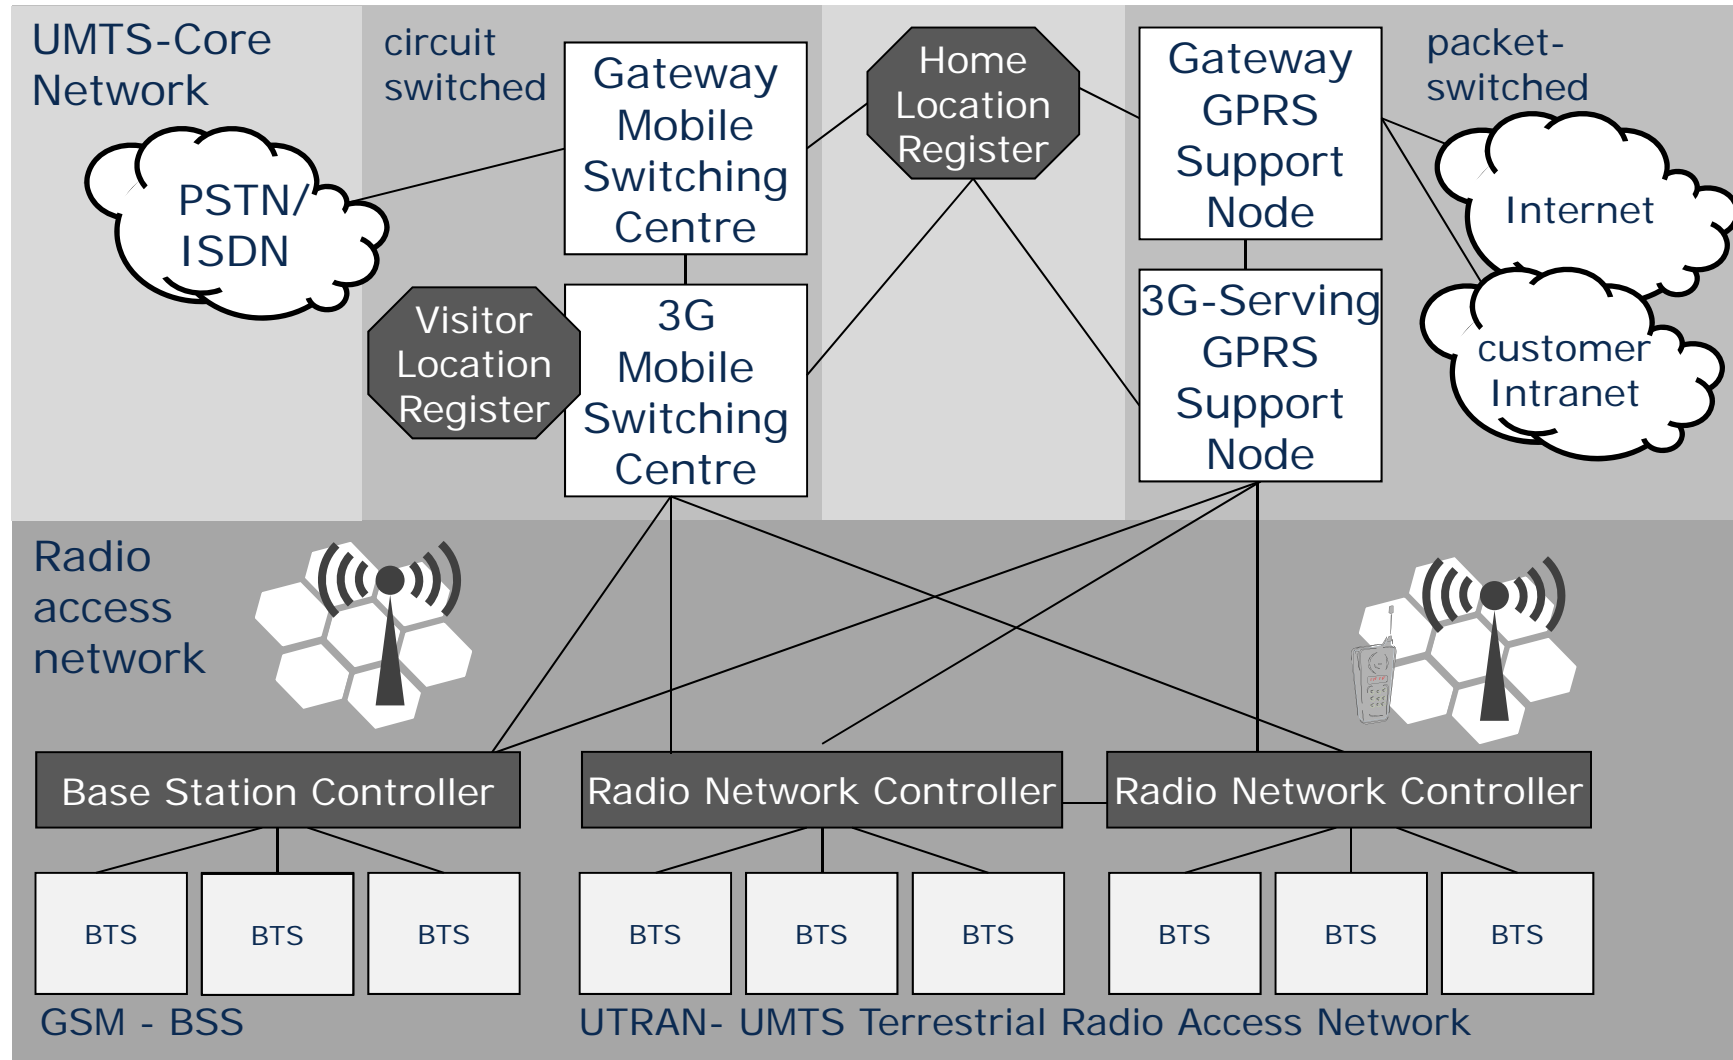 UMTS-Core
Network
circuit
switched
Gateway
Mobile
Switching
Centre
Home
Location
Register
Gateway
GPRS
Support
Node
packet-
switched
PSTN/
ISDN
Internet
Visitor
Location
Register
3G
Mobile
Switching
Centre
3G-Serving
GPRS
Support
Node
customer
Intranet
Radio
access
network
Base Station Controller
Radio Network Controller
Radio Network Controller
BTS
BTS
BTS
BTS
BTS
BTS
BTS
BTS
BTS
GSM - BSS
UTRAN- UMTS Terrestrial Radio Access Network